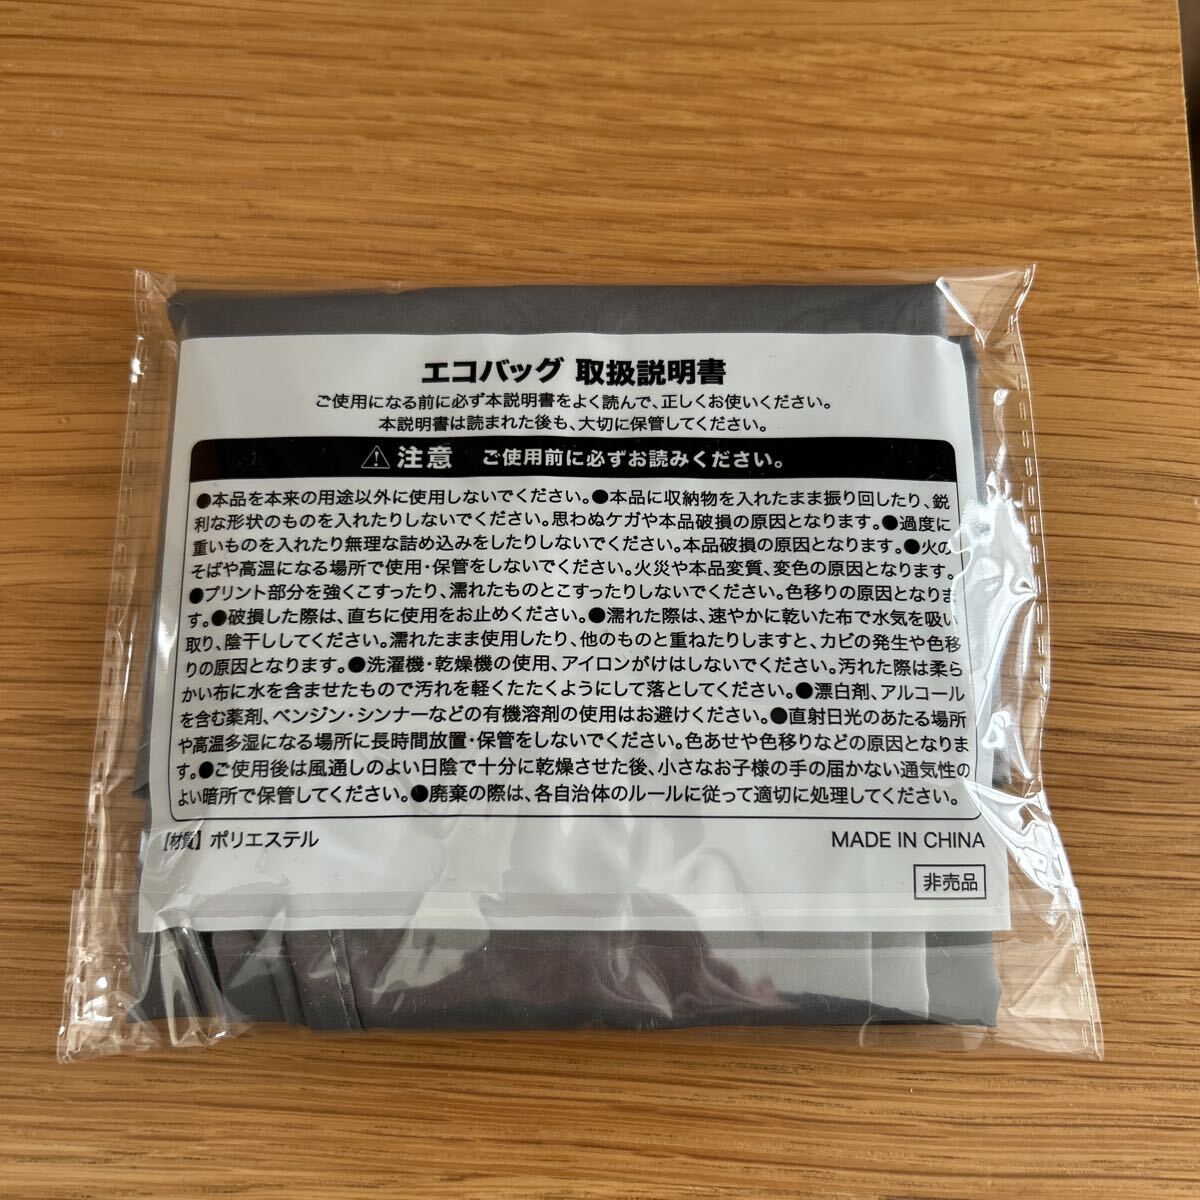 エコバッグ 取扱説明書
ご使用になる前に必ず本説明書をよく読んで、正しくお使いください。
本説明書は読まれた後も、大切に保管してください。
⚠注意 ご使用前に必ずお読みください。
●本品を本来の用途以外に使用しないでください。●本品に収納物を入れたまま振り回したり、鋭
利な形状のものを入れたりしないでください。思わぬケガや本品破損の原因となります。●過度に
重いものを入れたり無理な詰め込みをしたりしないでください。本品破損の原因となります。●火の
そばや高温になる場所で使用・保管をしないでください。火災や本品変質、変色の原因となります。
●プリント部分を強くこすったり、濡れたものとこすったりしないでください。色移りの原因となりま
す。●破損した際は、直ちに使用をお止めください。●濡れた際は、速やかに乾いた布で水気を吸い
取り、陰干ししてください。濡れたまま使用したり、他のものと重ねたりしますと、カビの発生や色移
りの原因となります。●洗濯機・乾燥機の使用、アイロンがけはしないでください。汚れた際は柔ら
かい布に水を含ませたもので汚れを軽くたたくようにして落としてください。●漂白剤、アルコール
を含む薬剤、ベンジン・シンナーなどの有機溶剤の使用はお避けください。●直射日光のあたる場所
や高温多湿になる場所に長時間放置・保管をしないでください。色あせや色移りなどの原因となりま
す。●ご使用後は風通しのよい日陰で十分に乾燥させた後、小さなお子様の手の届かない通気性の
よい暗所で保管してください。●廃棄の際は、各自治体のルールに従って適切に処理してください。
【材質】ポリエステル
MADE IN CHINA
非売品